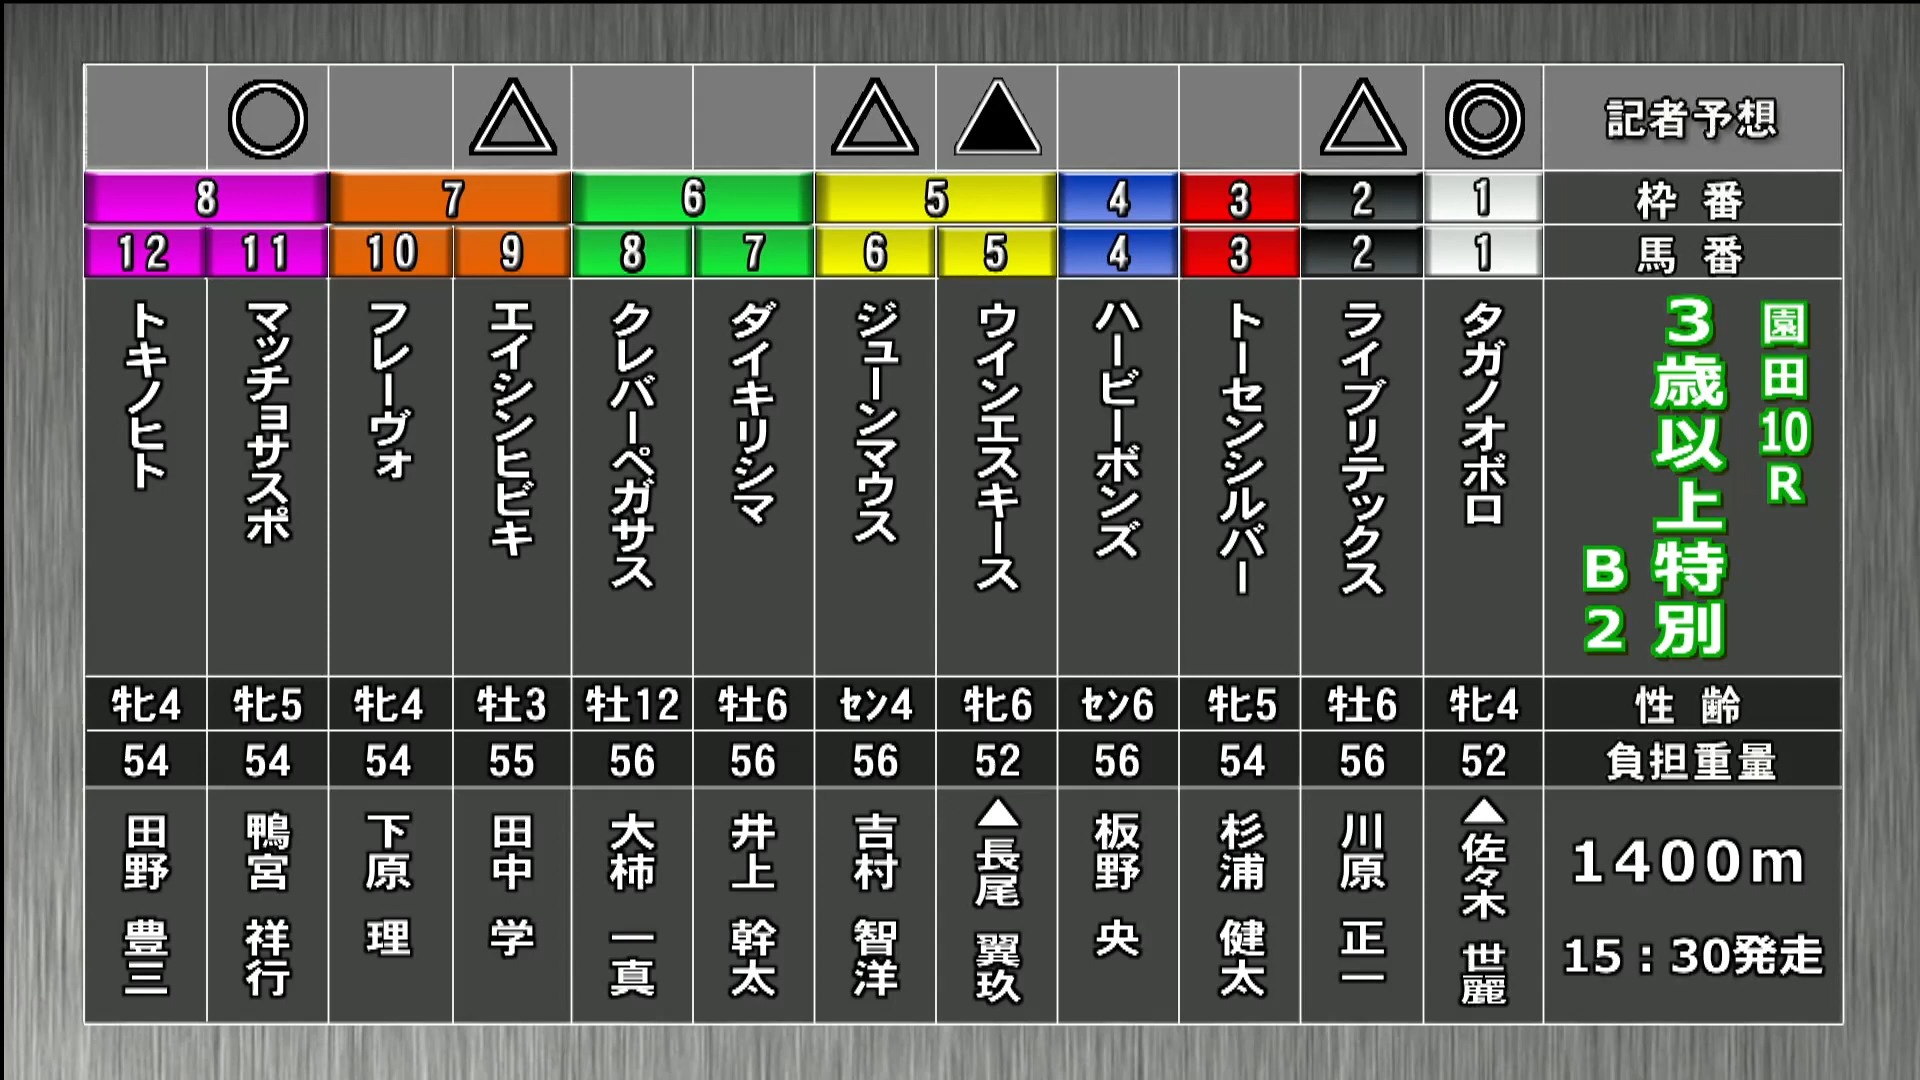 記者予想 ◎ △ ▲ △ △ ○
枠番 1 2 3 4 5 6 7 8
馬番 1 2 3 4 5 6 7 8 9 10 11 12
園田10R
3歳以上特別
B2
タガノオボロ
ライブリテックス
トーセンシルバー
ハービーボンズ
ウインエスキース
ジューンマウス
ダイキリシマ
クレバーペガサス
エイシンヒビキ
フレーヴォ
マッチョサスポ
トキノヒト
性齢 牝4 牡6 牝5 セン6 牝6 セン4 牡6 牡12 牡3 牝4 牝5 牝4
負担重量 52 56 54 56 52 56 56 56 55 54 54 54
1400m
15：30発走
▲佐々木 世麗
川原 正一
杉浦 健太
板野 央
▲長尾 翼玖
吉村 智洋
井上 幹太
大柿 一真
田中 学
下原 理
鴨宮 祥行
田野 豊三